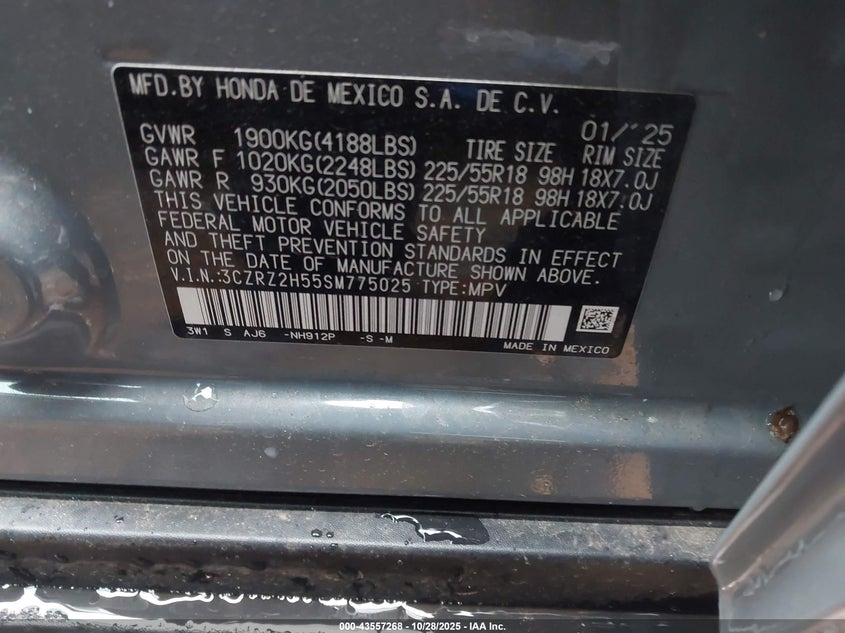 MFD.BY HONDA DE MEXICO S.A. DE C.V.
01/'25
GVWR 1900KG(4188LBS) TIRE SIZE RIM SIZE
GAWR F 1020KG(2248LBS) 225/55R18 98H 18X7.0J
GAWR R 930KG(2050LBS) 225/55R18 98H 18X7.0J
THIS VEHICLE CONFORMS TO ALL APPLICABLE
FEDERAL MOTOR VEHICLE SAFETY
AND THEFT PREVENTION STANDARDS IN EFFECT
ON THE DATE OF MANUFACTURE SHOWN ABOVE.
V.I.N.:3CZRZ2H55SM775025 TYPE:MPV
3W1 S AJ6 -NH912P -S -M
MADE IN MEXICO
000-43557268 - 10/28/2025 - IAA Inc.